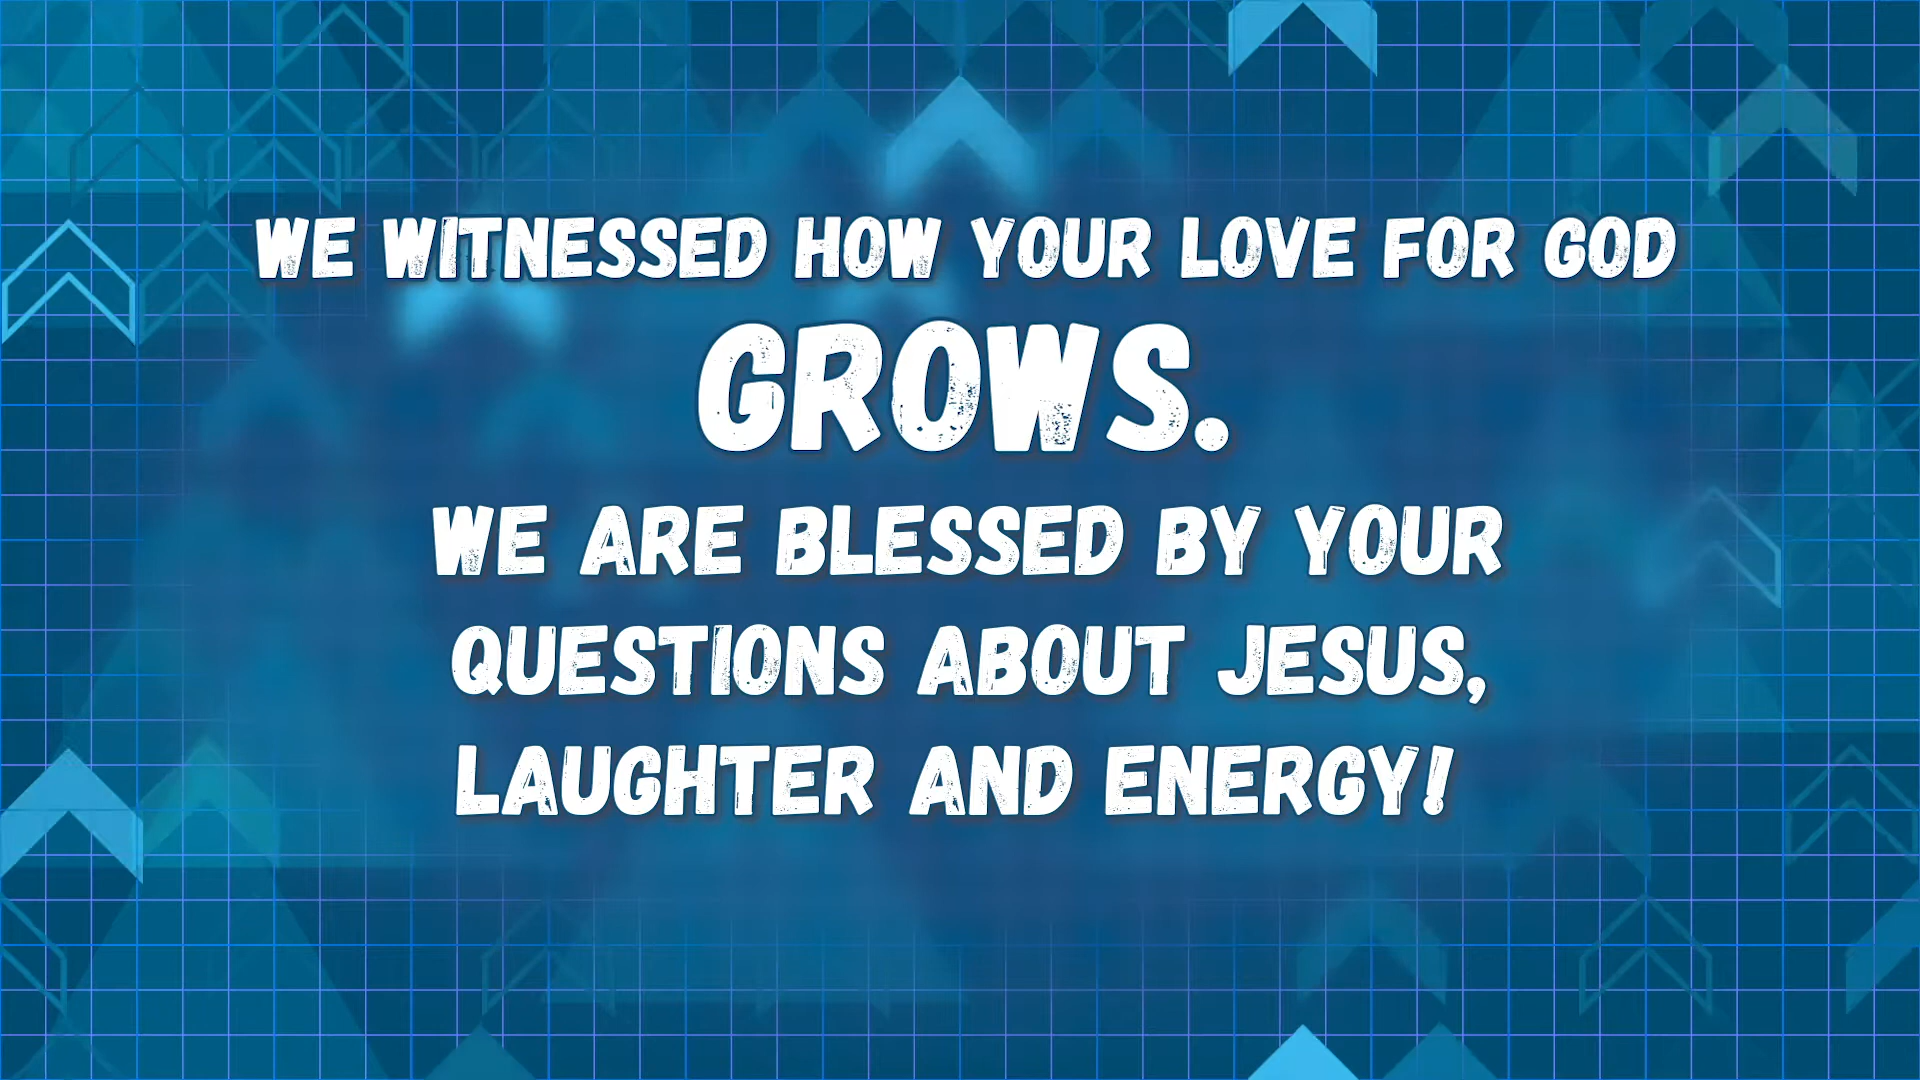 WE WITNESSED HOW YOUR LOVE FOR GOD
GROWS.
WE ARE BLESSED BY YOUR
QUESTIONS ABOUT JESUS,
LAUGHTER AND ENERGY!